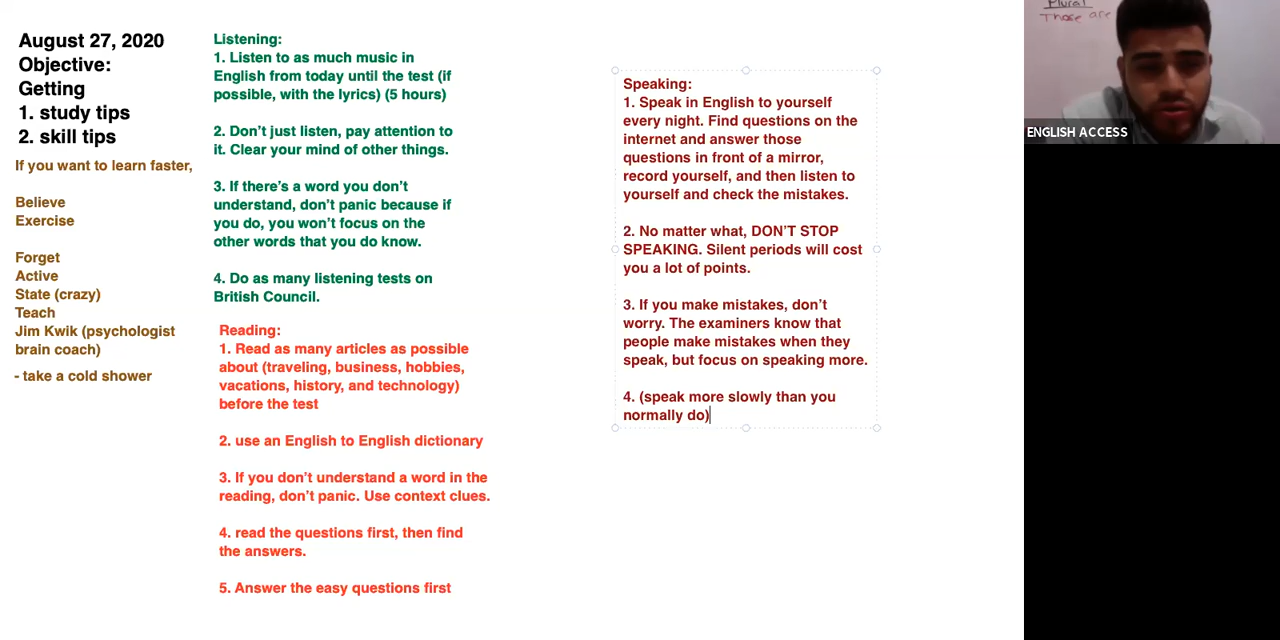 August 27, 2020
Objective:
Getting
1. study tips
2. skill tips
If you want to learn faster,
Believe
Exercise
Forget
Active
State (crazy)
Teach
Jim Kwik (psychologist
brain coach)
- take a cold shower
Listening:
1. Listen to as much music in
English from today until the test (if
possible, with the lyrics) (5 hours)
2. Don't just listen, pay attention to
it. Clear your mind of other things.
3. If there's a word you don't
understand, don't panic because if
you do, you won't focus on the
other words that you do know.
4. Do as many listening tests on
British Council.
Reading:
1. Read as many articles as possible
about (traveling, business, hobbies,
vacations, history, and technology)
before the test
2. use an English to English dictionary
3. If you don't understand a word in the
reading, don't panic. Use context clues.
4. read the questions first, then find
the answers.
5. Answer the easy questions first
Speaking:
1. Speak in English to yourself
every night. Find questions on the
internet and answer those
questions in front of a mirror,
record yourself, and then listen to
yourself and check the mistakes.
2. No matter what, DON'T STOP
SPEAKING. Silent periods will cost
you a lot of points.
3. If you make mistakes, don't
worry. The examiners know that
people make mistakes when they
speak, but focus on speaking more.
4. (speak more slowly than you
normally do)
Plural
Those are
ENGLISH ACCESS